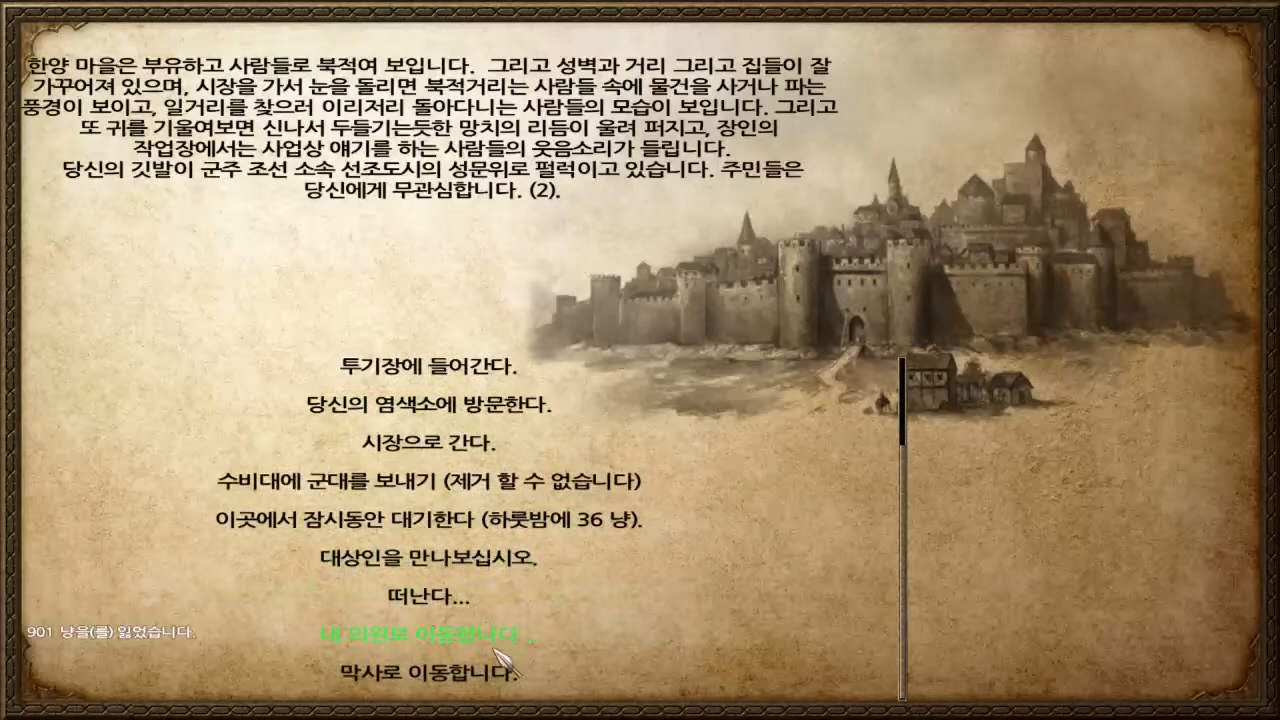 한양 마을은 부유하고 사람들로 북적여 보입니다. 그리고 성벽과 거리 그리고 집들이 잘
가꾸어져 있으며, 시장을 가서 눈을 돌리면 북적거리는 사람들 속에 물건을 사거나 파는
풍경이 보이고, 일거리를 찾으러 이리저리 돌아다니는 사람들의 모습이 보입니다. 그리고
또 귀를 기울여보면 신나서 두들기는듯한 망치의 리듬이 울려 퍼지고, 장인의
작업장에서는 사업상 얘기를 하는 사람들의 웃음소리가 들립니다.
당신의 깃발이 군주 조선 소속 선조도시의 성문위로 펄럭이고 있습니다. 주민들은
당신에게 무관심합니다. (2).
투기장에 들어간다.
당신의 염색소에 방문한다.
시장으로 간다.
수비대에 군대를 보내기 (제거 할 수 없습니다)
이곳에서 잠시동안 대기한다 (하룻밤에 36 냥).
대상인을 만나보십시오.
떠난다...
내 의원로 이동합니다 ..
901 냥을(를) 잃었습니다.
막사로 이동합니다.